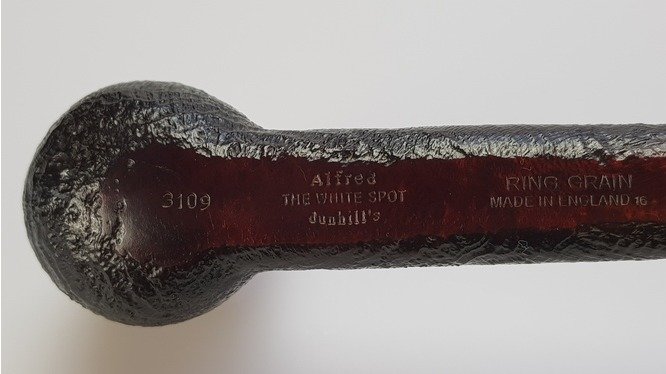 3109
Alfred
THE WHITE SPOT
dunhill's
RING GRAIN
MADE IN ENGLAND 16